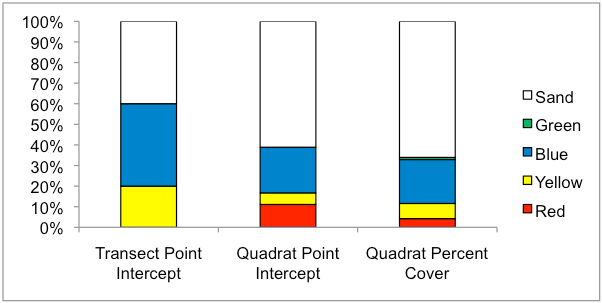 100%
90%
80%
70%
60%
50%
40%
30%
20%
10%
0%
Transect Point
Intercept
Quadrat Point
Intercept
Quadrat Percent
Cover
Sand
Green
Blue
Yellow
Red